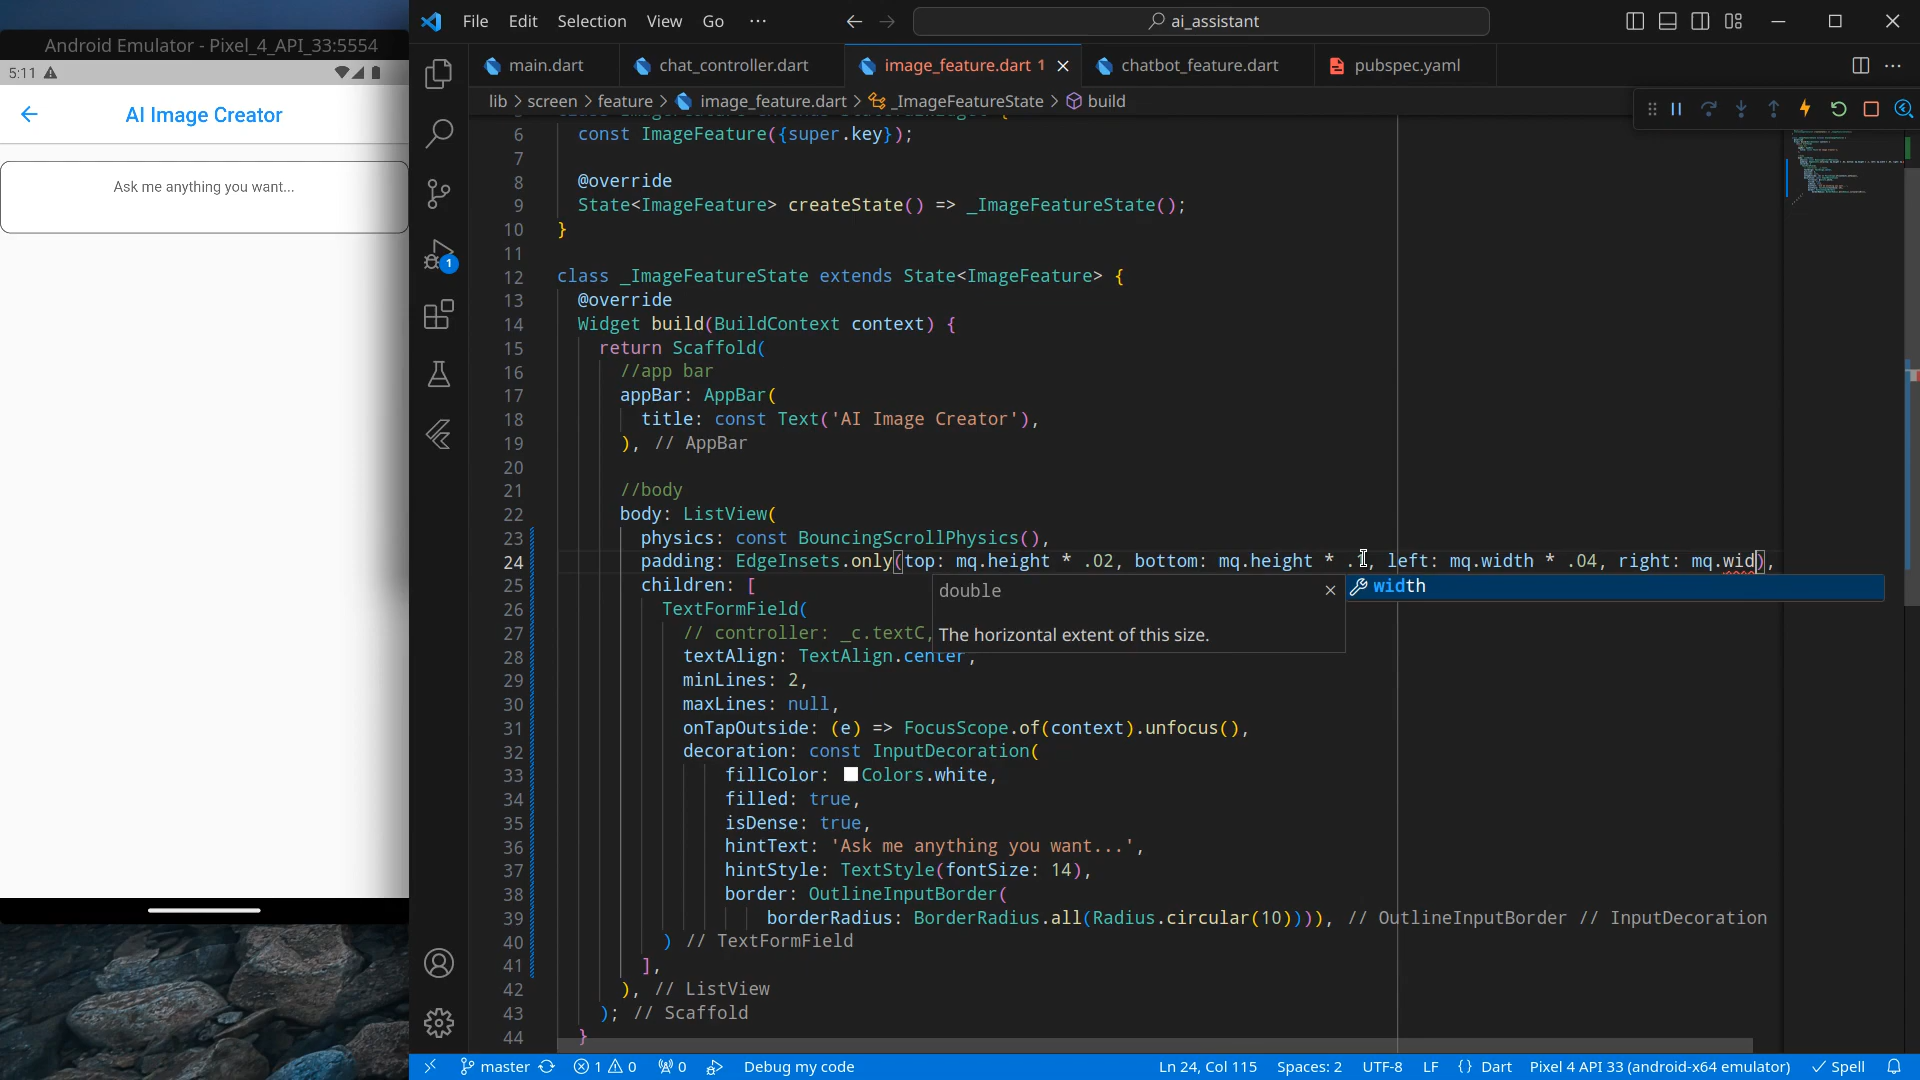 Android Emulator - Pixel_4_API_33:5554
5:11
AI Image Creator
Ask me anything you want...
File Edit Selection View Go ···
ai_assistant
main.dart
chat_controller.dart
image_feature.dart 1
chatbot_feature.dart
pubspec.yaml
lib > screen > feature > image_feature.dart > _ImageFeatureState > build
6 const ImageFeature({super.key});
7
8 @override
9 State<ImageFeature> createState() => _ImageFeatureState();
10 }
11
12 class _ImageFeatureState extends State<ImageFeature> {
13 @override
14 Widget build(BuildContext context) {
15 return Scaffold(
16 //app bar
17 appBar: AppBar(
18 title: const Text('AI Image Creator'),
19 ), // AppBar
20
21 //body
22 body: ListView(
23 physics: const BouncingScrollPhysics(),
24 padding: EdgeInsets.only(top: mq.height * .02, bottom: mq.height * .1, left: mq.width * .04, right: mq.wid),
25 children: [
26 TextFormField(
27 // controller: _c.textC,
28 textAlign: TextAlign.center,
29 minLines: 2,
30 maxLines: null,
31 onTapOutside: (e) => FocusScope.of(context).unfocus(),
32 decoration: const InputDecoration(
33 fillColor: Colors.white,
34 filled: true,
35 isDense: true,
36 hintText: 'Ask me anything you want...',
37 hintStyle: TextStyle(fontSize: 14),
38 border: OutlineInputBorder(
39 borderRadius: BorderRadius.all(Radius.circular(10)))), // OutlineInputBorder // InputDecoration
40 ) // TextFormField
41 ],
42 ), // ListView
43 ); // Scaffold
44 }
double
The horizontal extent of this size.
width
1
master 1 0 0 Debug my code Ln 24, Col 115 Spaces: 2 UTF-8 LF {} Dart Pixel 4 API 33 (android-x64 emulator) Spell